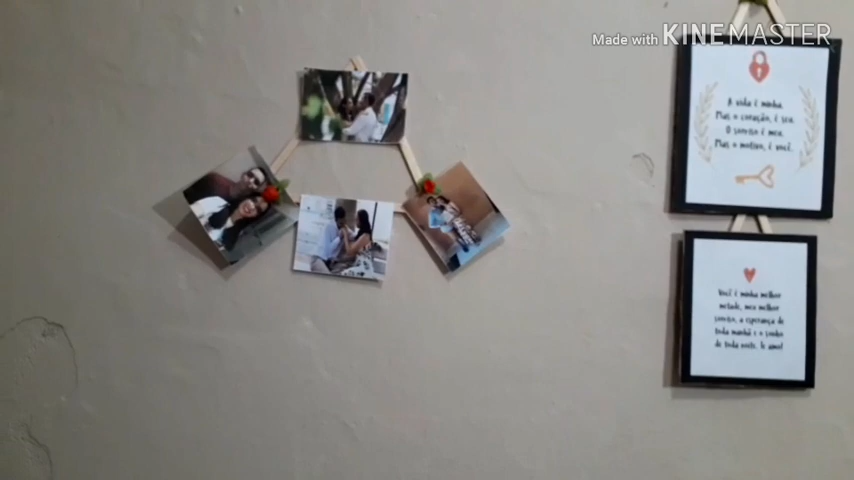 Made with KINEMASTER
A vida é minha.
Mas o coração, é seu.
O sorriso é meu.
Mas o motivo, é você.
Você é minha melhor
metade, meu melhor
sorriso, a esperança de
toda manhã e o sonho
de toda noite. Te amo!